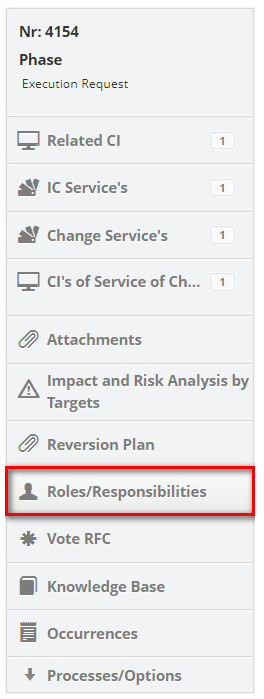 Nr: 4154
Phase
Execution Request
Related CI 1
IC Service's 1
Change Service's 1
CI's of Service of Ch... 1
Attachments
Impact and Risk Analysis by
Targets
Reversion Plan
Roles/Responsibilities
Vote RFC
Knowledge Base
Occurrences
Processes/Options